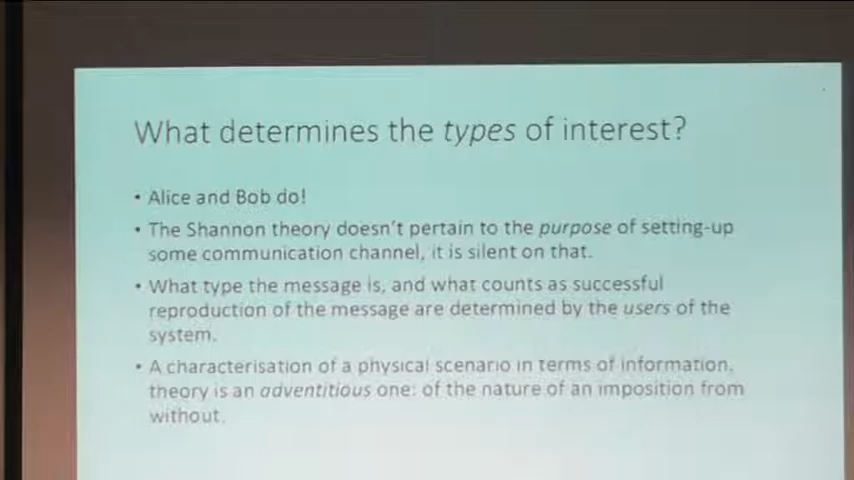 What determines the types of interest?
• Alice and Bob do!
• The Shannon theory doesn't pertain to the purpose of setting-up
some communication channel, it is silent on that.
• What type the message is, and what counts as successful
reproduction of the message are determined by the users of the
system.
• A characterisation of a physical scenario in terms of information,
theory is an adventitious one: of the nature of an imposition from
without.